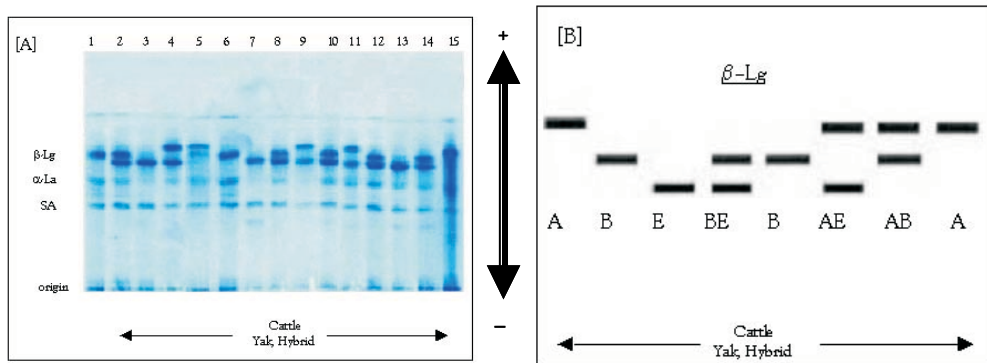 [A]
1 2 3 4 5 6 7 8 9 10 11 12 13 14 15
β-Lg
α-La
SA
origin
Cattle
Yak, Hybrid
+
−
[B]
β-Lg
A B E BE B AE AB A
Cattle
Yak, Hybrid